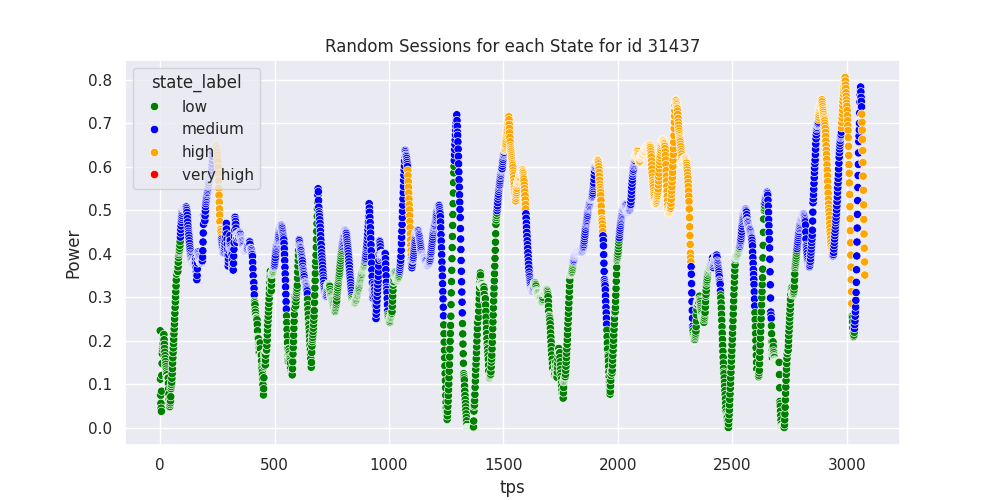 Random Sessions for each State for id 31437
state_label
low
medium
high
very high
Power
0.8
0.7
0.6
0.5
0.4
0.3
0.2
0.1
0.0
0 500 1000 1500 2000 2500 3000
tps